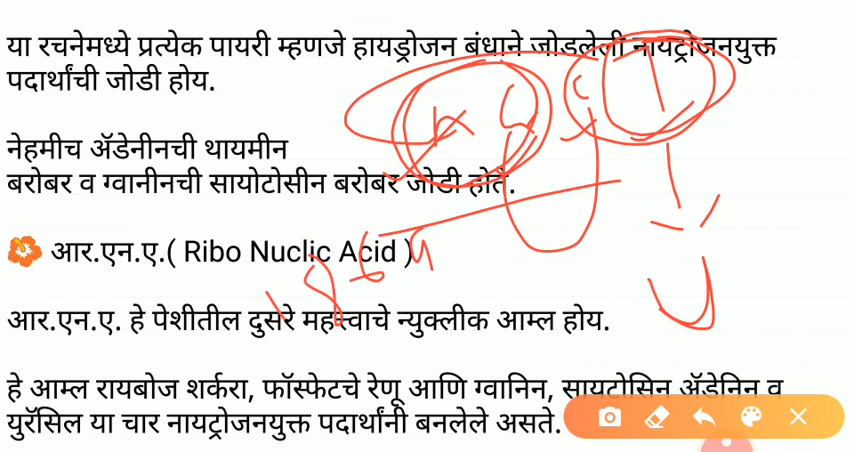 या रचनेमध्ये प्रत्येक पायरी म्हणजे हायड्रोजन बंधाने जोडलेली नायट्रोजनयुक्त
पदार्थांची जोडी होय.
नेहमीच ॲडेनीनची थायमीन
बरोबर व ग्वानीनची सायोटोसीन बरोबर जोडी होते.
आर.एन.ए.( Ribo Nuclic Acid )
आर.एन.ए. हे पेशीतील दुसरे महत्त्वाचे न्युक्लीक आम्ल होय.
हे आम्ल रायबोज शर्करा, फॉस्फेटचे रेणू आणि ग्वानिन, सायटोसिन ॲडेनिन व
युरॅसिल या चार नायट्रोजनयुक्त पदार्थांनी बनलेले असते.